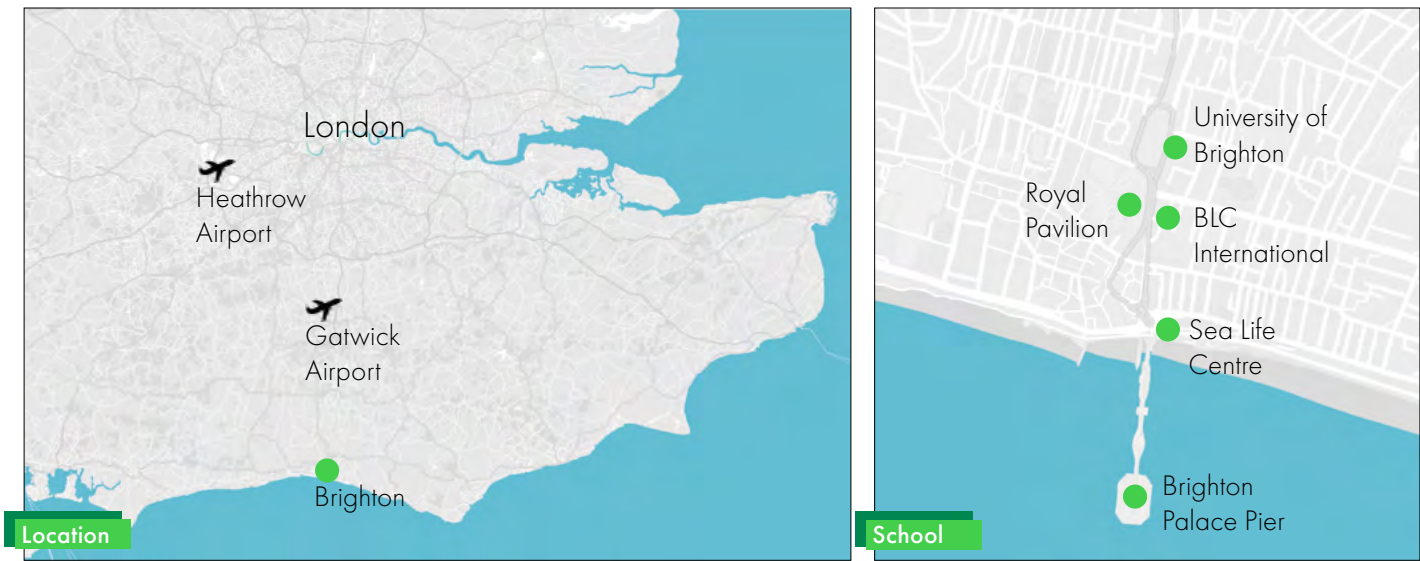 London
Heathrow
Airport
Gatwick
Airport
Brighton
Location
University of
Brighton
Royal
Pavilion
BLC
International
Sea Life
Centre
Brighton
Palace Pier
School